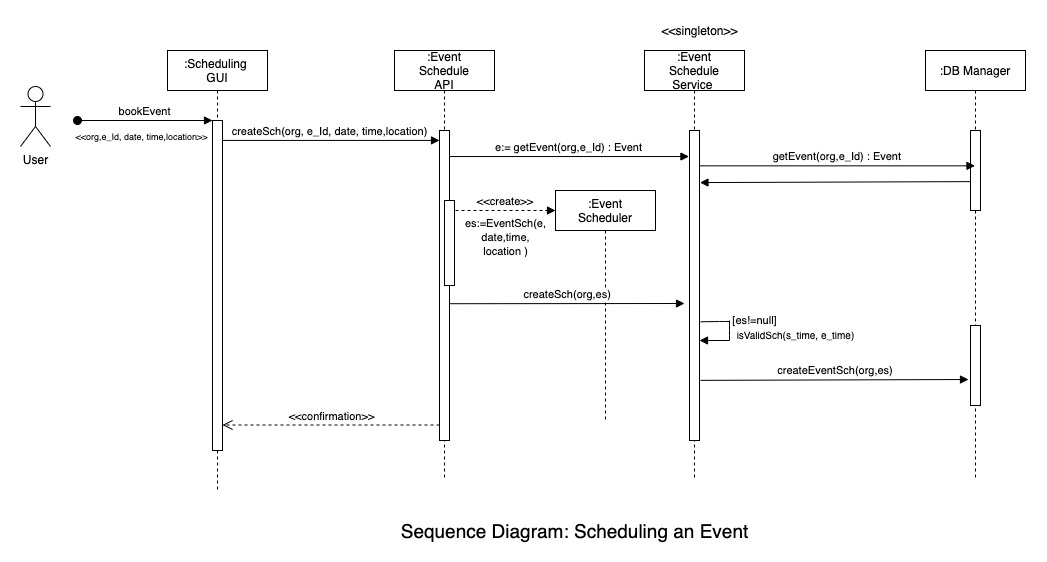 <<singleton>>
:Scheduling
GUI
:Event
Schedule
API
:Event
Schedule
Service
:DB Manager
bookEvent
<<org,e_Id, date, time,location>>
User
createSch(org, e_Id, date, time,location)
e:= getEvent(org,e_Id) : Event
getEvent(org,e_Id) : Event
<<create>>
:Event
Scheduler
es:=EventSch(e,
date,time,
location )
createSch(org,es)
[es!=null]
isValidSch(s_time, e_time)
createEventSch(org,es)
<<confirmation>>
Sequence Diagram: Scheduling an Event